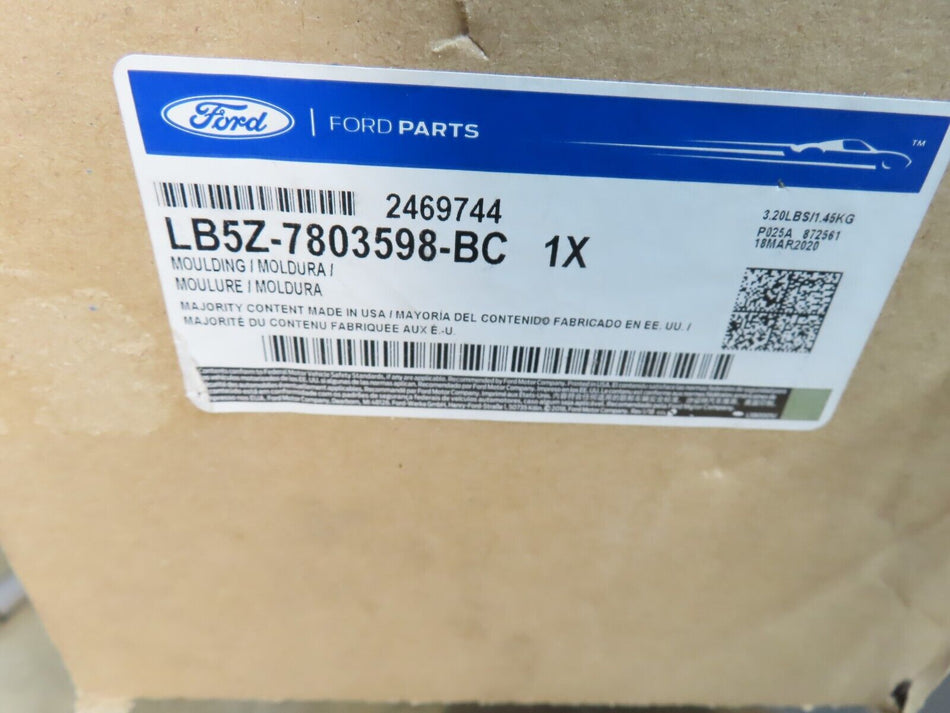 Ford | FORD PARTS
™
2469744
LB5Z-7803598-BC 1X
MOULDING / MOLDURA /
MOULURE / MOLDURA
3.20LBS/1.45KG
P025A 872561
18MAR2020
MAJORITY CONTENT MADE IN USA / MAYORÍA DEL CONTENIDO FABRICADO EN EE. UU. /
MAJORITÉ DU CONTENU FABRIQUEE AUX É.-U.